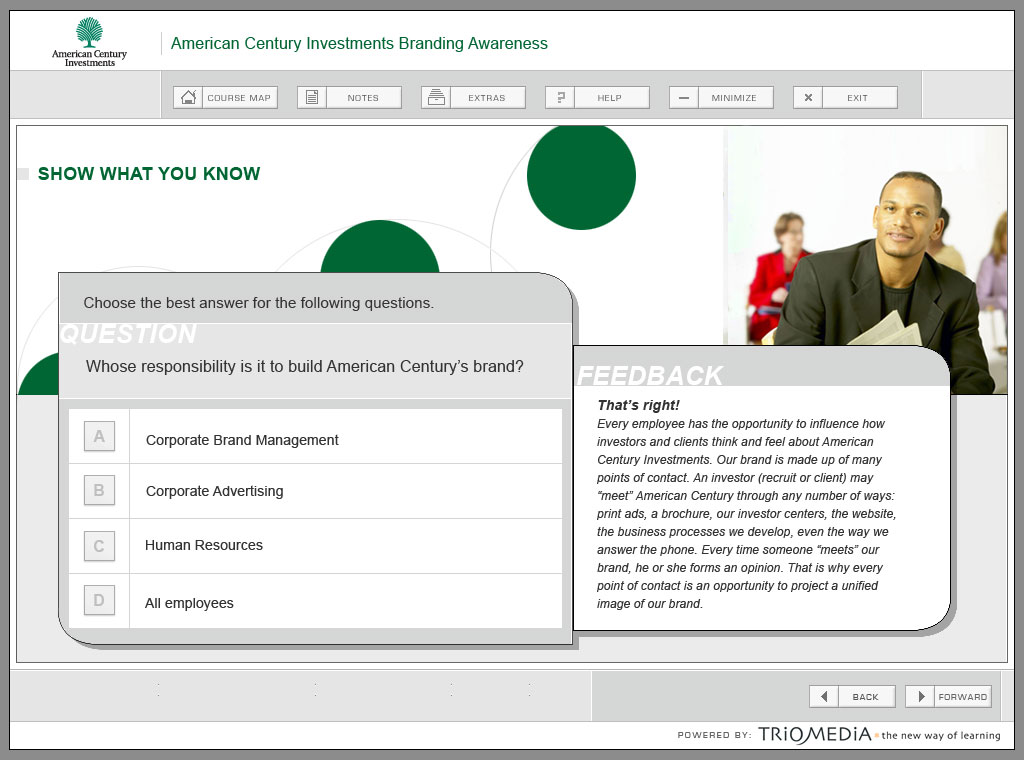 American Century
Investments
American Century Investments Branding Awareness
COURSE MAP
NOTES
EXTRAS
HELP
MINIMIZE
EXIT
SHOW WHAT YOU KNOW
Choose the best answer for the following questions.
QUESTION
Whose responsibility is it to build American Century’s brand?
A
Corporate Brand Management
B
Corporate Advertising
C
Human Resources
D
All employees
FEEDBACK
That’s right!
Every employee has the opportunity to influence how
investors and clients think and feel about American
Century Investments. Our brand is made up of many
points of contact. An investor (recruit or client) may
“meet” American Century through any number of ways:
print ads, a brochure, our investor centers, the website,
the business processes we develop, even the way we
answer the phone. Every time someone “meets” our
brand, he or she forms an opinion. That is why every
point of contact is an opportunity to project a unified
image of our brand.
BACK
FORWARD
POWERED BY: TRIOMEDIA the new way of learning